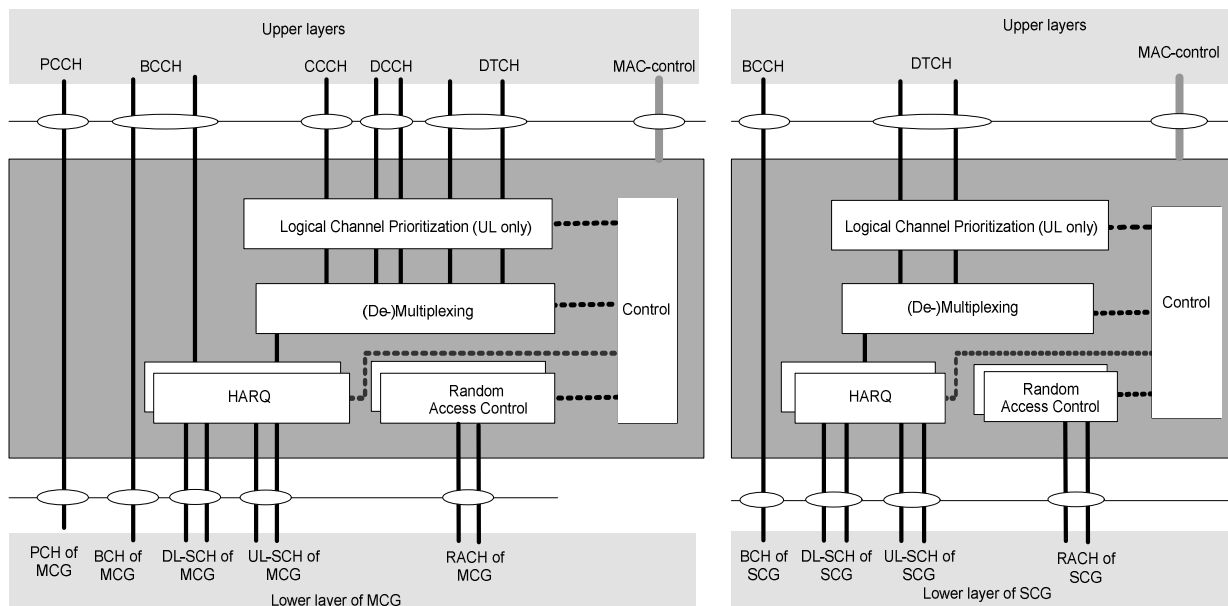 Upper layers
PCCH BCCH CCCH DCCH DTCH MAC-control
Logical Channel Prioritization (UL only)
(De-)Multiplexing
Control
HARQ
Random
Access Control
PCH of
MCG
BCH of
MCG
DL-SCH of
MCG
UL-SCH of
MCG
RACH of
MCG
Lower layer of MCG
Upper layers
BCCH DTCH MAC-control
Logical Channel Prioritization (UL only)
(De-)Multiplexing
Control
HARQ
Random
Access Control
BCH of
SCG
DL-SCH of
SCG
UL-SCH of
SCG
RACH of
SCG
Lower layer of SCG